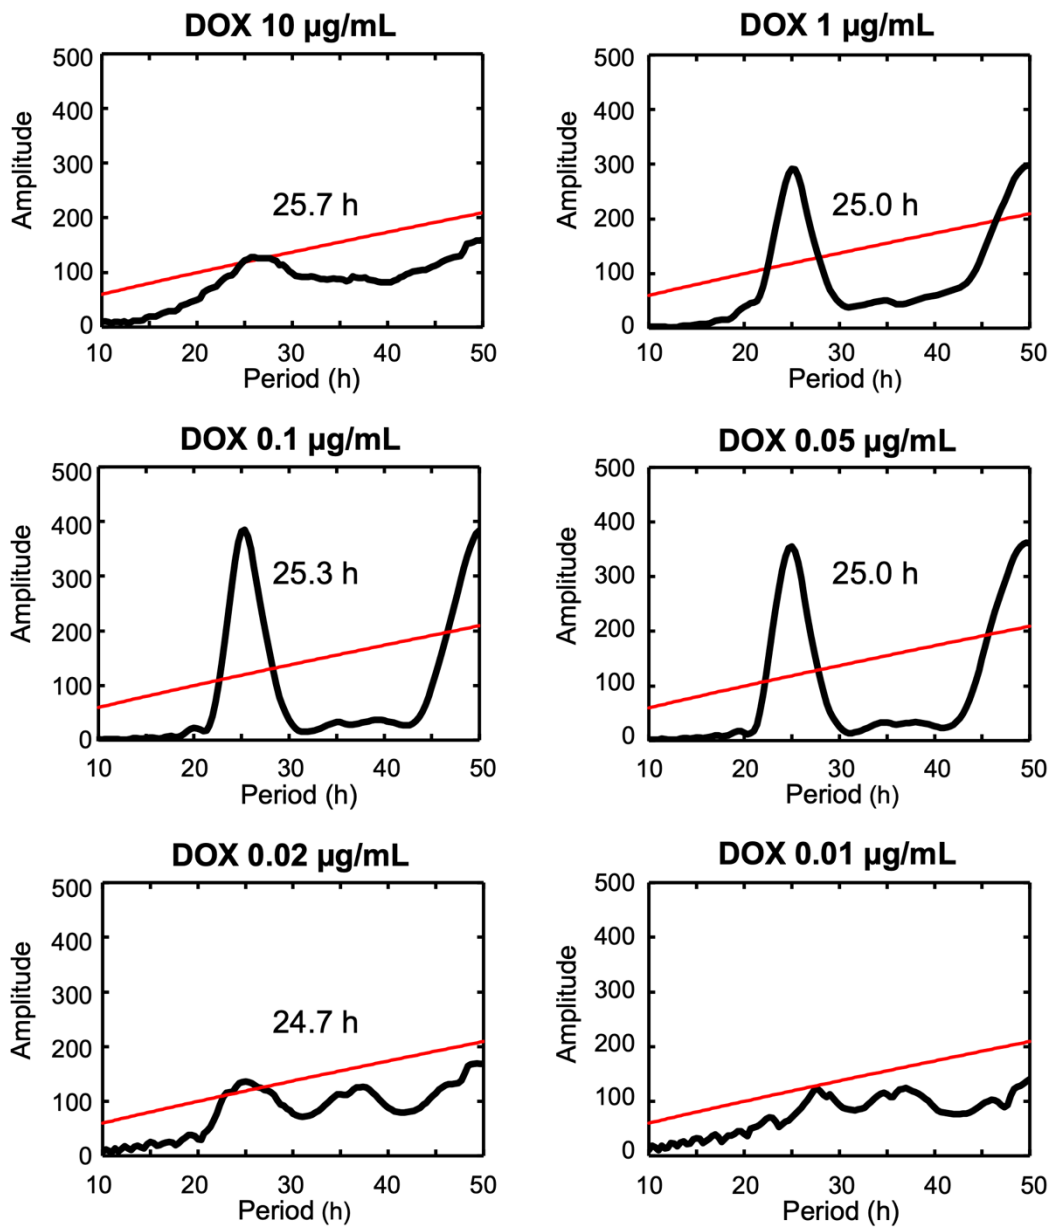 DOX 10 µg/mL
500
400
300
200
100
0
Amplitude
25.7 h
10 20 30 40 50
Period (h)
DOX 1 µg/mL
500
400
300
200
100
0
Amplitude
25.0 h
10 20 30 40 50
Period (h)
DOX 0.1 µg/mL
500
400
300
200
100
0
Amplitude
25.3 h
10 20 30 40 50
Period (h)
DOX 0.05 µg/mL
500
400
300
200
100
0
Amplitude
25.0 h
10 20 30 40 50
Period (h)
DOX 0.02 µg/mL
500
400
300
200
100
0
Amplitude
24.7 h
10 20 30 40 50
Period (h)
DOX 0.01 µg/mL
500
400
300
200
100
0
Amplitude
10 20 30 40 50
Period (h)